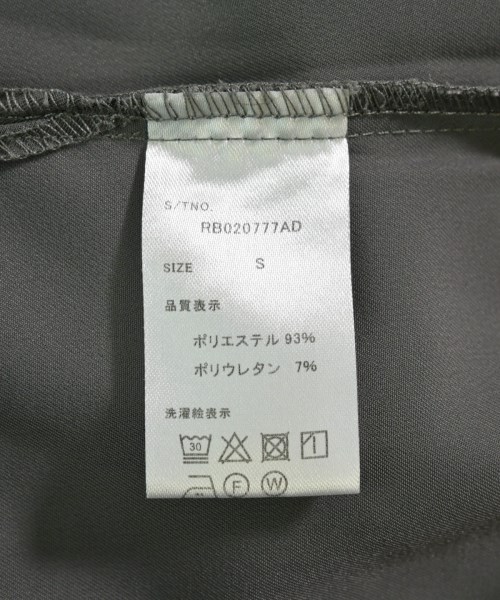 S/TNO.
RB020777AD
SIZE S
品質表示
ポリエステル 93%
ポリウレタン 7%
洗濯絵表示
30
F W